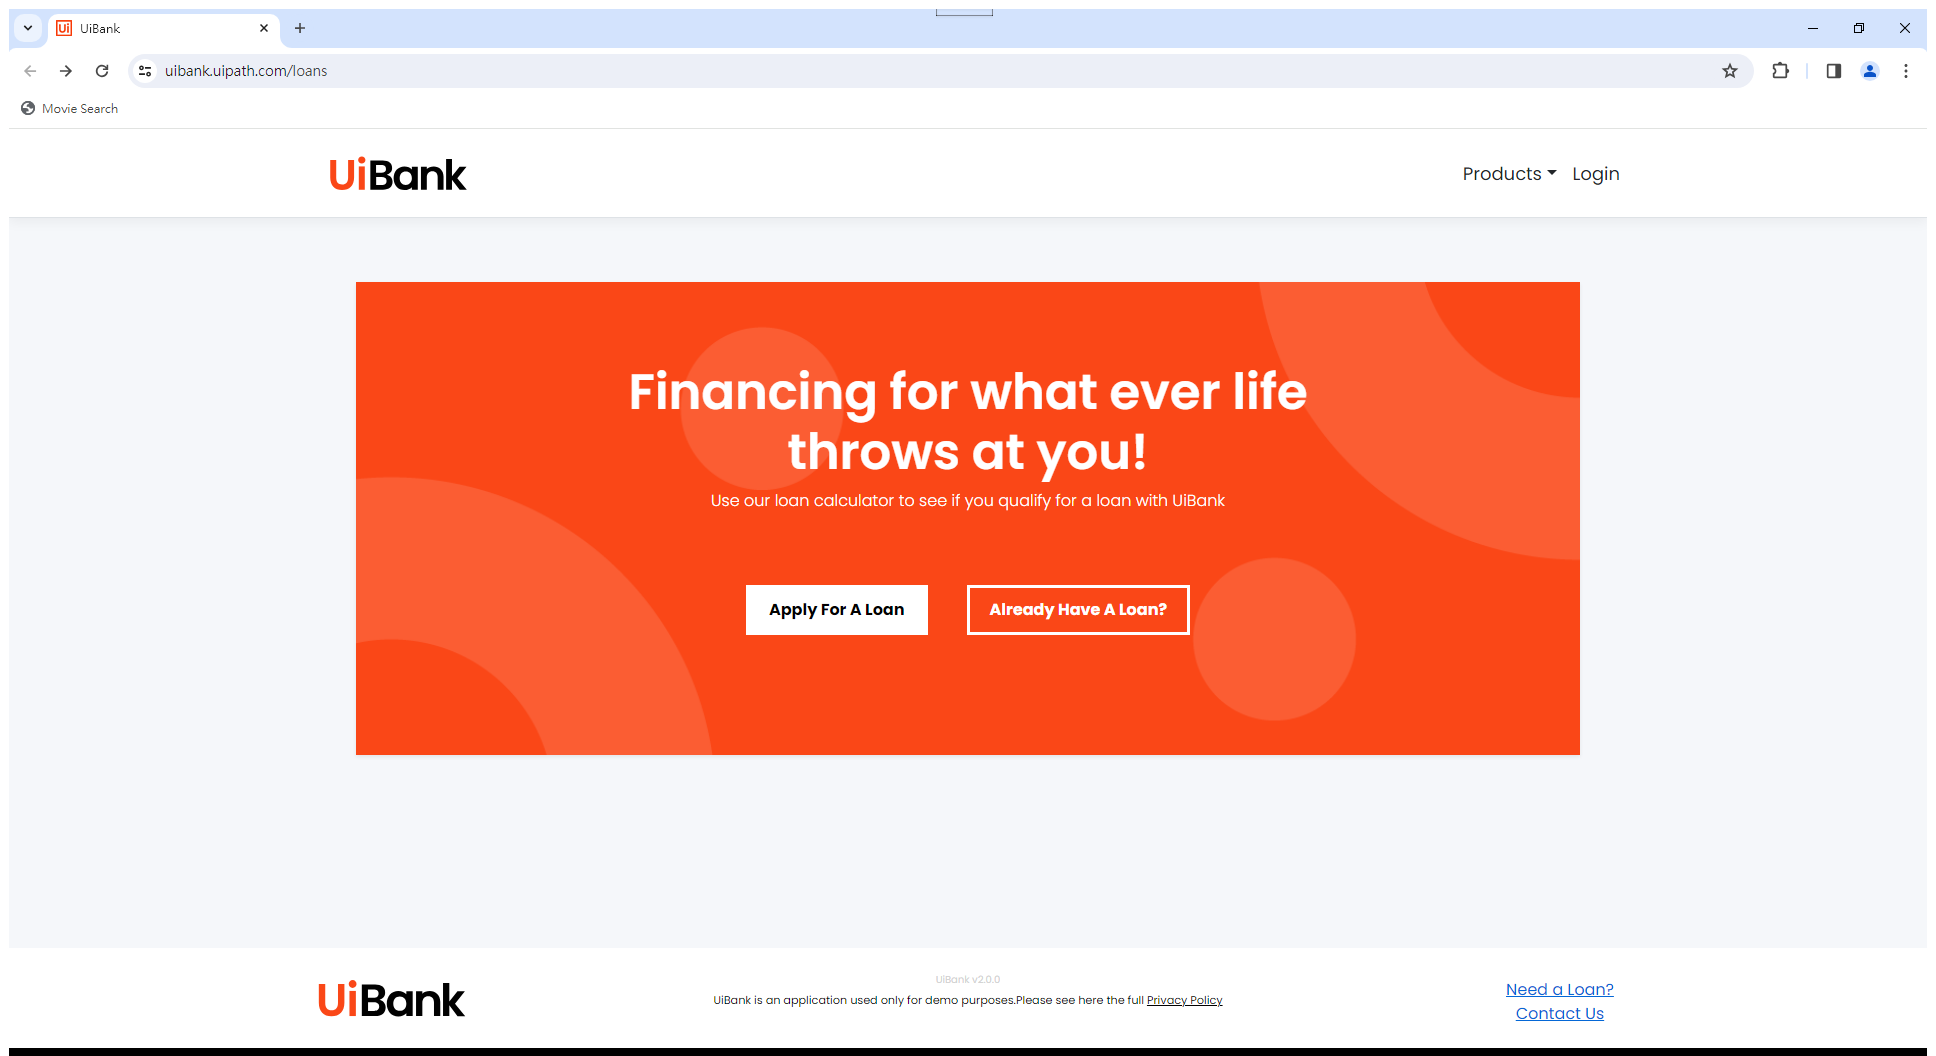 Ui UiBank
uibank.uipath.com/loans
Movie Search
UiBank
Products Login
Financing for what ever life
throws at you!
Use our loan calculator to see if you qualify for a loan with UiBank
Apply For A Loan
Already Have A Loan?
UiBank
UiBank v2.0.0
UiBank is an application used only for demo purposes.Please see here the full Privacy Policy
Need a Loan?
Contact Us